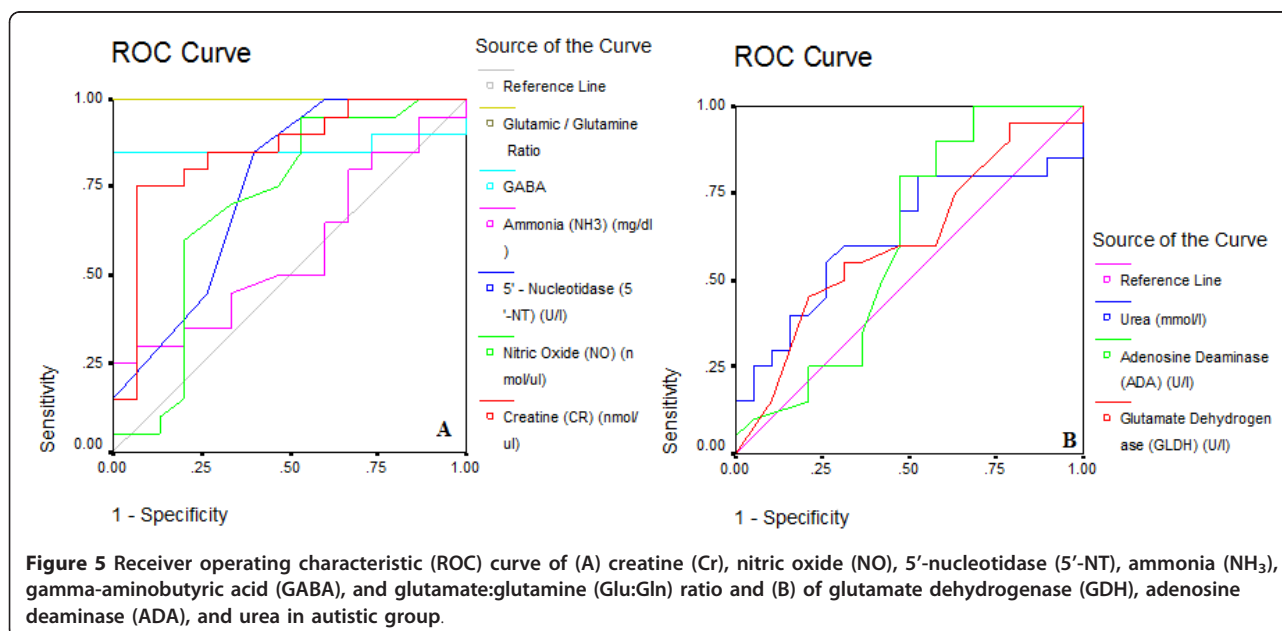 ROC Curve
Source of the Curve
Reference Line
Glutamic / Glutamine
Ratio
GABA
Ammonia (NH3) (mg/dl
)
5' - Nucleotidase (5
'-NT) (U/l)
Nitric Oxide (NO) (n
mol/ul)
Creatine (CR) (nmol/
ul)
1.00
.75
.50
.25
0.00
Sensitivity
A
0.00 .25 .50 .75 1.00
1 - Specificity
ROC Curve
Source of the Curve
Reference Line
Urea (mmol/l)
Adenosine Deaminase
(ADA) (U/l)
Glutamate Dehydrogen
ase (GLDH) (U/l)
1.00
.75
.50
.25
0.00
Sensitivity
B
0.00 .25 .50 .75 1.00
1 - Specificity
Figure 5 Receiver operating characteristic (ROC) curve of (A) creatine (Cr), nitric oxide (NO), 5′-nucleotidase (5′-NT), ammonia (NH₃),
gamma-aminobutyric acid (GABA), and glutamate:glutamine (Glu:Gln) ratio and (B) of glutamate dehydrogenase (GDH), adenosine
deaminase (ADA), and urea in autistic group.